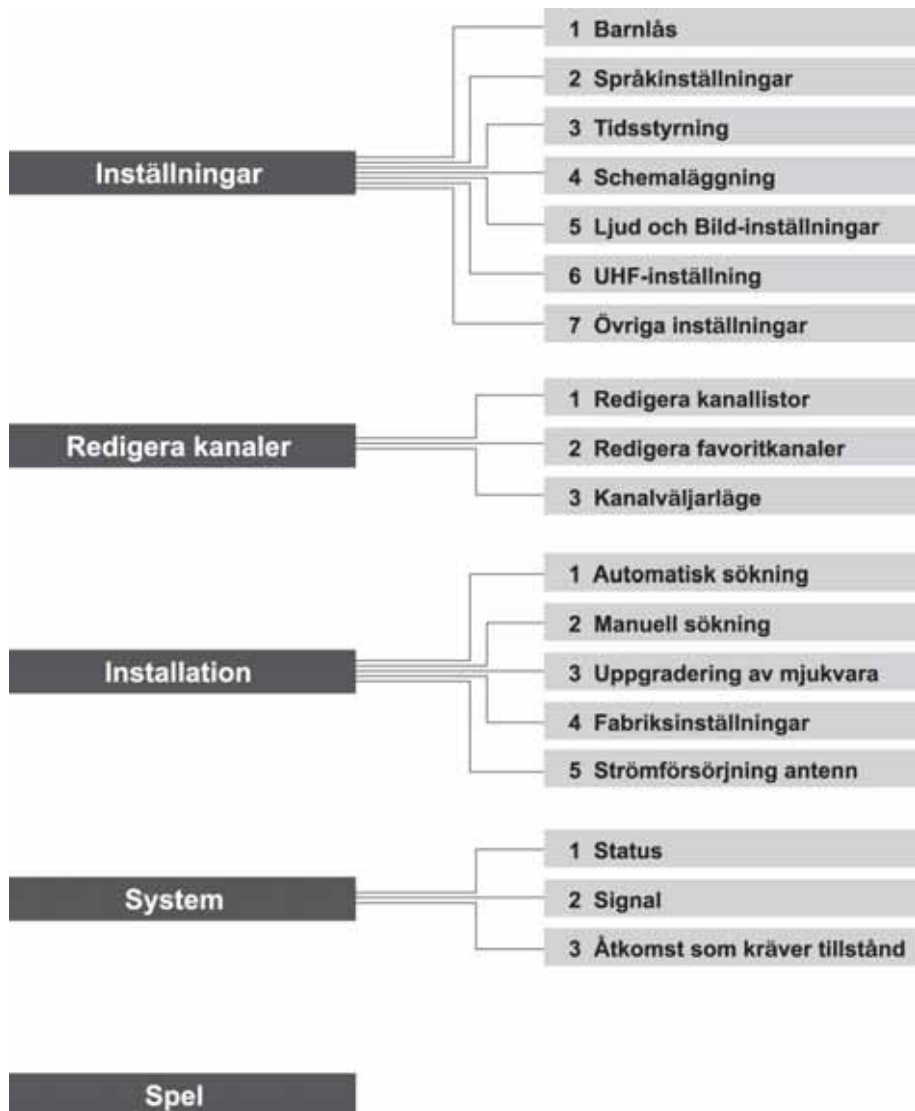 Inställningar
1 Barnlås
2 Språkinställningar
3 Tidsstyrning
4 Schemaläggning
5 Ljud och Bild-inställningar
6 UHF-inställning
7 Övriga inställningar
Redigera kanaler
1 Redigera kanallistor
2 Redigera favoritkanaler
3 Kanalväljarläge
Installation
1 Automatisk sökning
2 Manuell sökning
3 Uppgradering av mjukvara
4 Fabriksinställningar
5 Strömförsörjning antenn
System
1 Status
2 Signal
3 Åtkomst som kräver tillstånd
Spel